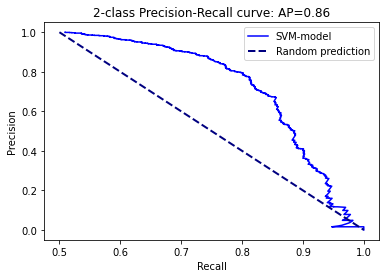 2-class Precision-Recall curve: AP=0.86
SVM-model
Random prediction
Precision
1.0
0.8
0.6
0.4
0.2
0.0
0.5 0.6 0.7 0.8 0.9 1.0
Recall